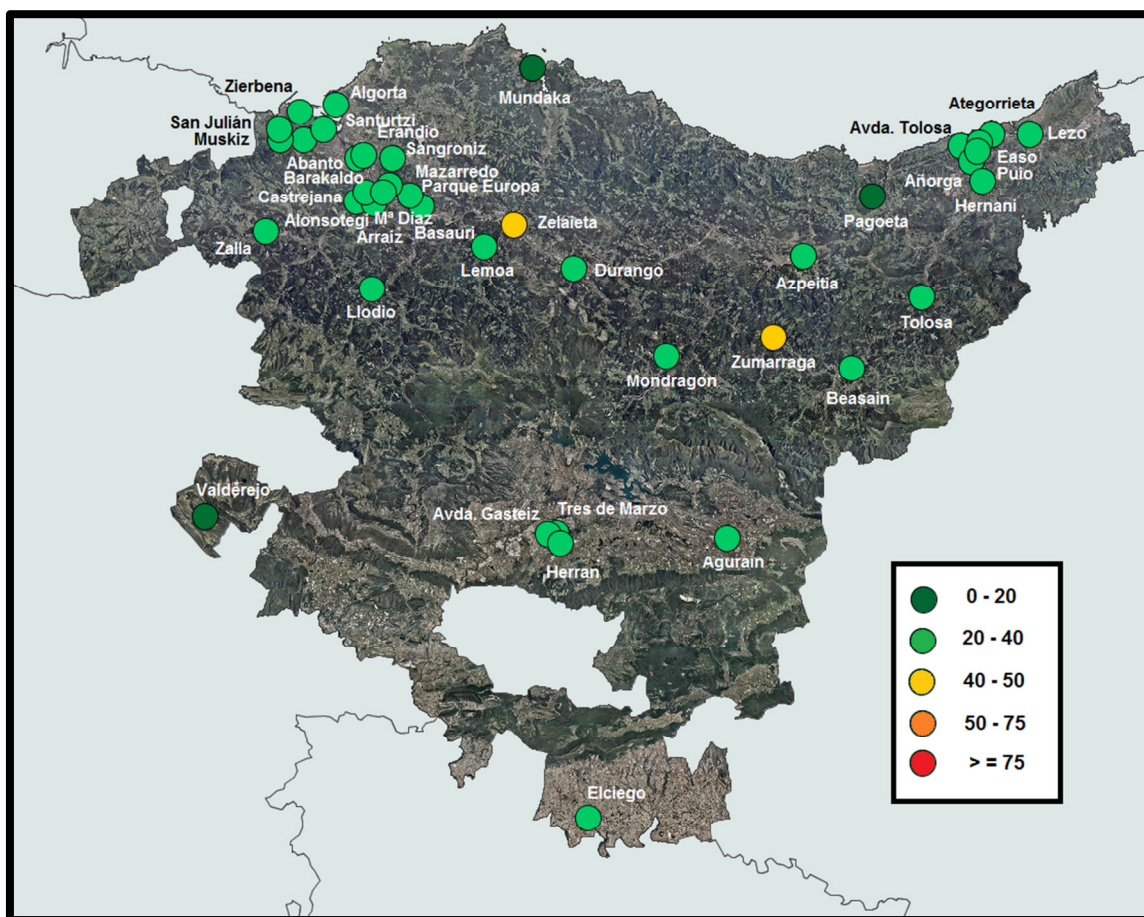 Mundaka
Zierbena
Algorta
Ategorrieta
San Julián
Muskiz
Santurtzi
Erandio
Avda. Tolosa
Lezo
Sangroniz
Abanto
Barakaldo
Easo
Puio
Mazarredo
Parque Europa
Añorga
Castrejana
Hernani
Alonsotegi
Mª Diaz
Arraiz
Basauri
Zelaieta
Pagoeta
Zalla
Lemoa
Durango
Azpeitia
Llodio
Tolosa
Zumarraga
Mondragon
Beasain
Valderejo
Avda. Gasteiz
Tres de Marzo
Herran
Agurain
0 - 20
20 - 40
40 - 50
50 - 75
> = 75
Elciego